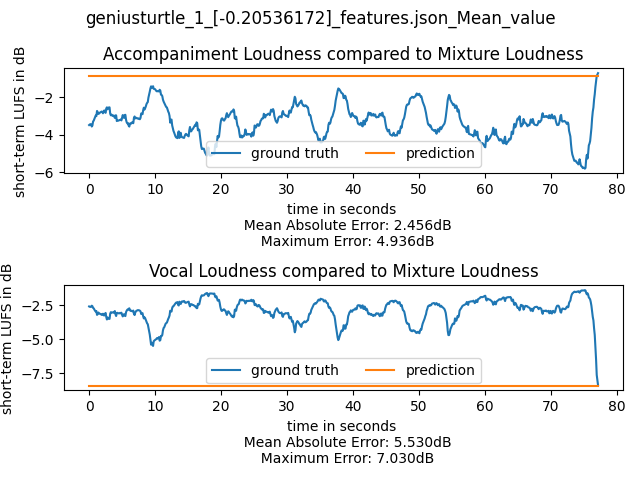 geniusturtle_1_[-0.20536172]_features.json_Mean_value
Accompaniment Loudness compared to Mixture Loudness
short-term LUFS in dB
−2
−4
−6
ground truth
prediction
0 10 20 30 40 50 60 70 80
time in seconds
Mean Absolute Error: 2.456dB
Maximum Error: 4.936dB
Vocal Loudness compared to Mixture Loudness
short-term LUFS in dB
−2.5
−5.0
−7.5
ground truth
prediction
0 10 20 30 40 50 60 70 80
time in seconds
Mean Absolute Error: 5.530dB
Maximum Error: 7.030dB